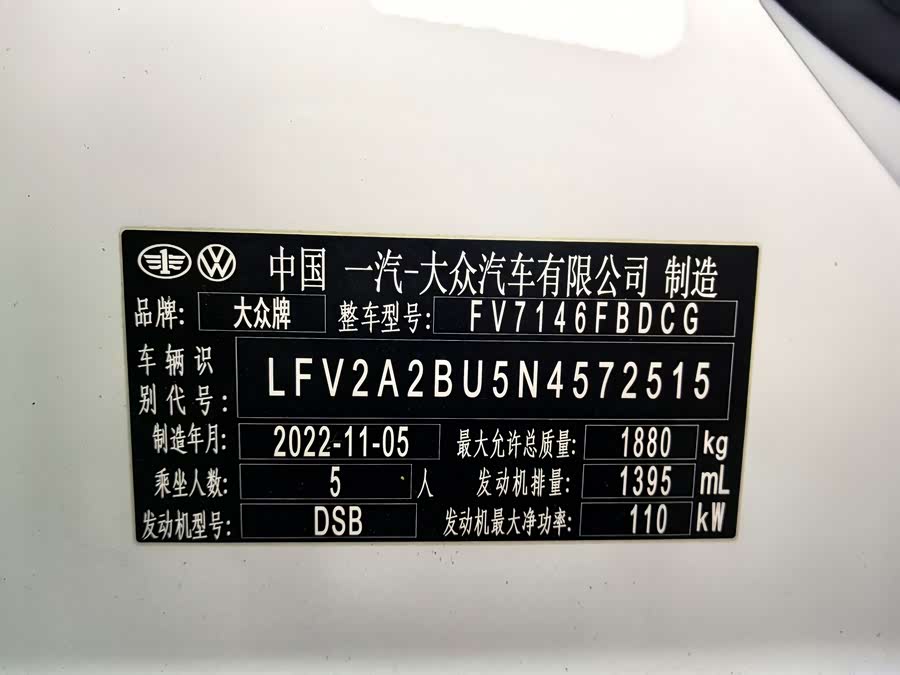 中国 一汽-大众汽车有限公司 制造
品牌: 大众牌 整车型号: FV7146FBDCG
车辆识别代号: LFV2A2BU5N4572515
制造年月: 2022-11-05 最大允许总质量: 1880 kg
乘坐人数: 5 人 发动机排量: 1395 mL
发动机型号: DSB 发动机最大净功率: 110 kW